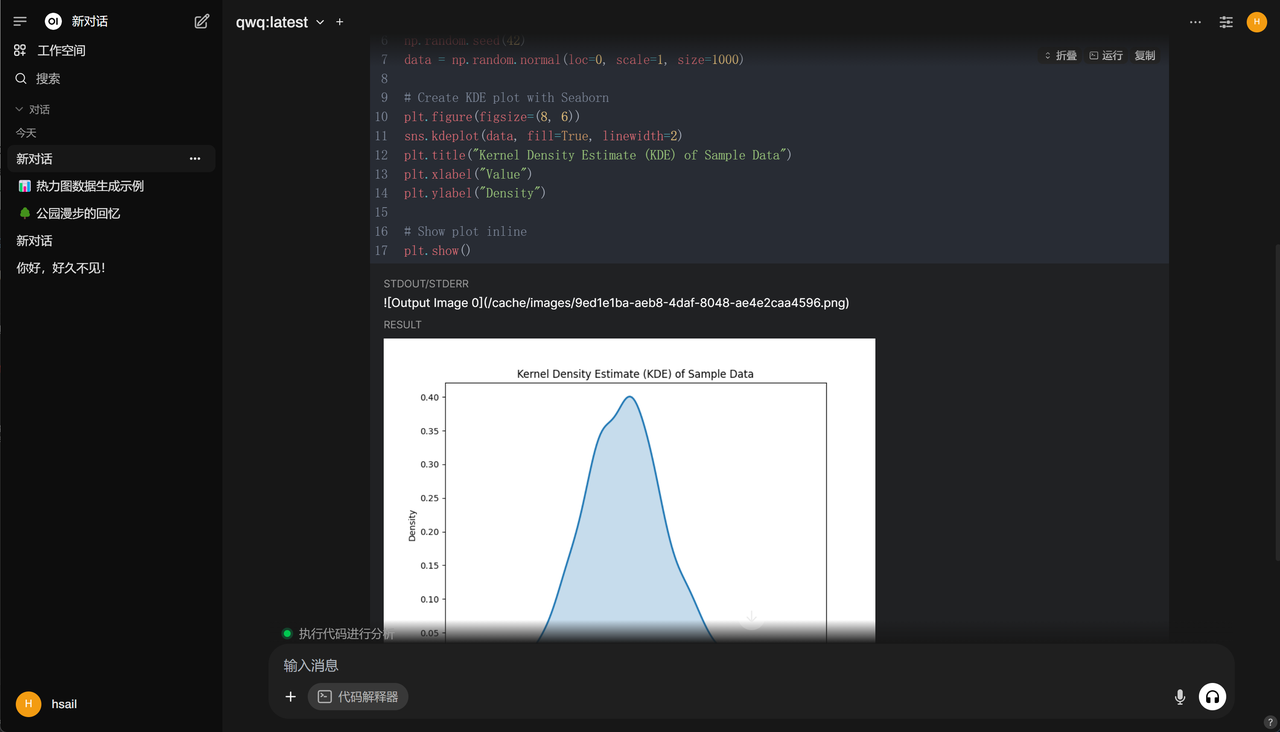 OI 新对话
工作空间
搜索
对话
今天
新对话
热力图数据生成示例
公园漫步的回忆
新对话
你好，好久不见！
H hsail
qwq:latest
H
折叠 运行 复制
6 np.random.seed(42)
7 data = np.random.normal(loc=0, scale=1, size=1000)
8
9 # Create KDE plot with Seaborn
10 plt.figure(figsize=(8, 6))
11 sns.kdeplot(data, fill=True, linewidth=2)
12 plt.title("Kernel Density Estimate (KDE) of Sample Data")
13 plt.xlabel("Value")
14 plt.ylabel("Density")
15
16 # Show plot inline
17 plt.show()
STDOUT/STDERR
![Output Image 0](/cache/images/9ed1e1ba-aeb8-4daf-8048-ae4e2caa4596.png)
RESULT
Kernel Density Estimate (KDE) of Sample Data
0.40
0.35
0.30
0.25
0.20
0.15
0.10
0.05
Density
执行代码进行分析
输入消息
代码解释器
?